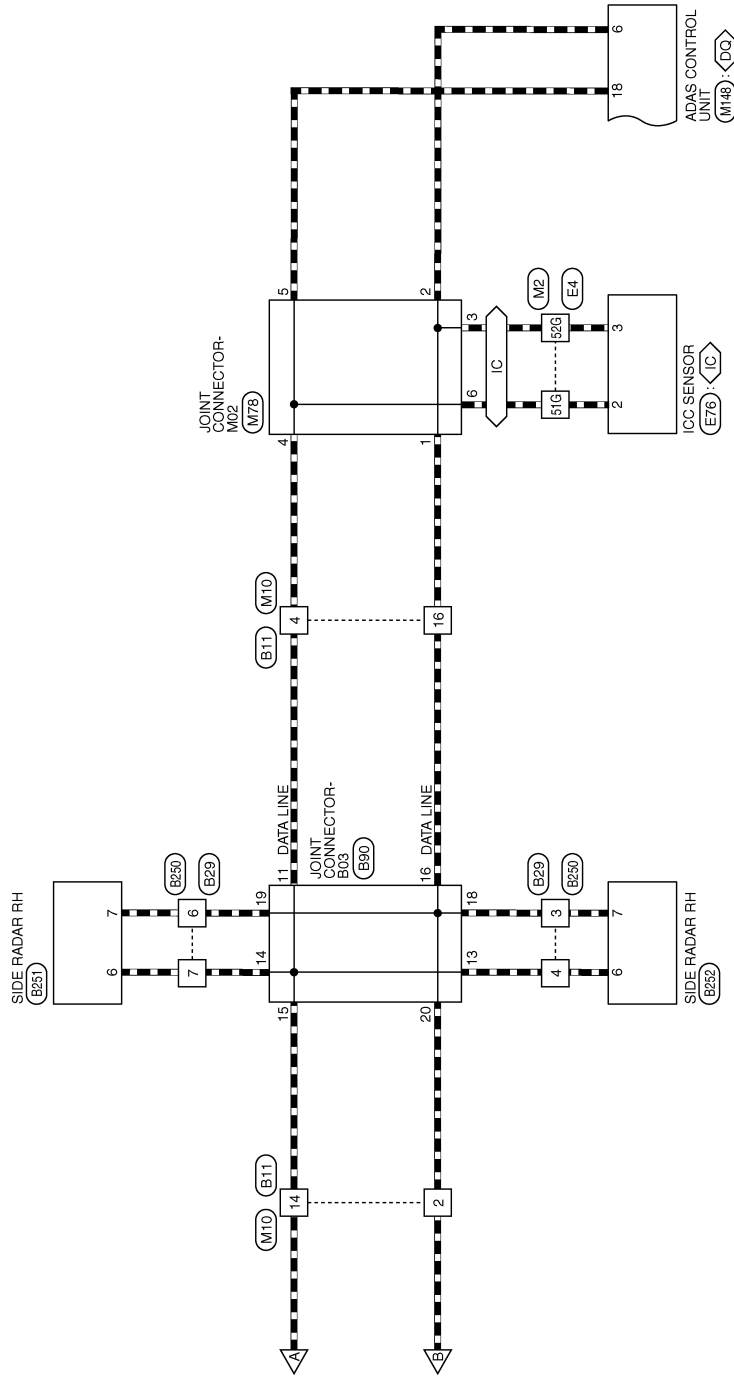 SIDE RADAR RH
B251
6
7
B250
B29
7
6
M10
B11
14
A
15
14
19
11
DATA LINE
JOINT
CONNECTOR-
B03
B90
B11
M10
4
JOINT
CONNECTOR-
M02
M78
4
5
B
2
20
13
18
16
DATA LINE
16
1
6
3
2
IC
B29
B250
4
3
51G
52G
M2
E4
6
7
SIDE RADAR RH
B252
2
3
ICC SENSOR
E76 : IC
18
6
ADAS CONTROL
UNIT
M148 : DQ